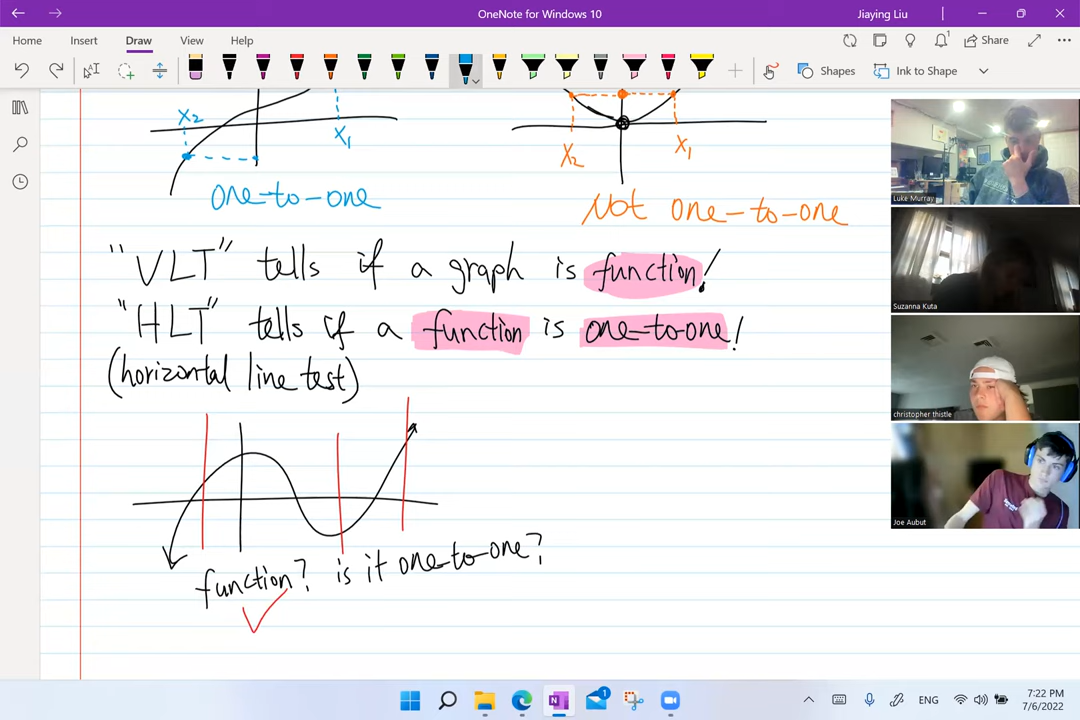 OneNote for Windows 10
Jiaying Liu
Home Insert Draw View Help
Share
Shapes
Ink to Shape
X2
X1
one-to-one
X2
X1
Not one-to-one
"VLT" tells if a graph is function!
"HLT" tells if a function is one-to-one!
(horizontal line test)
function? is it one-to-one?
Luke Murray
Suzanna Kuta
christopher thistle
Joe Aubut
1
ENG
7:22 PM
7/6/2022